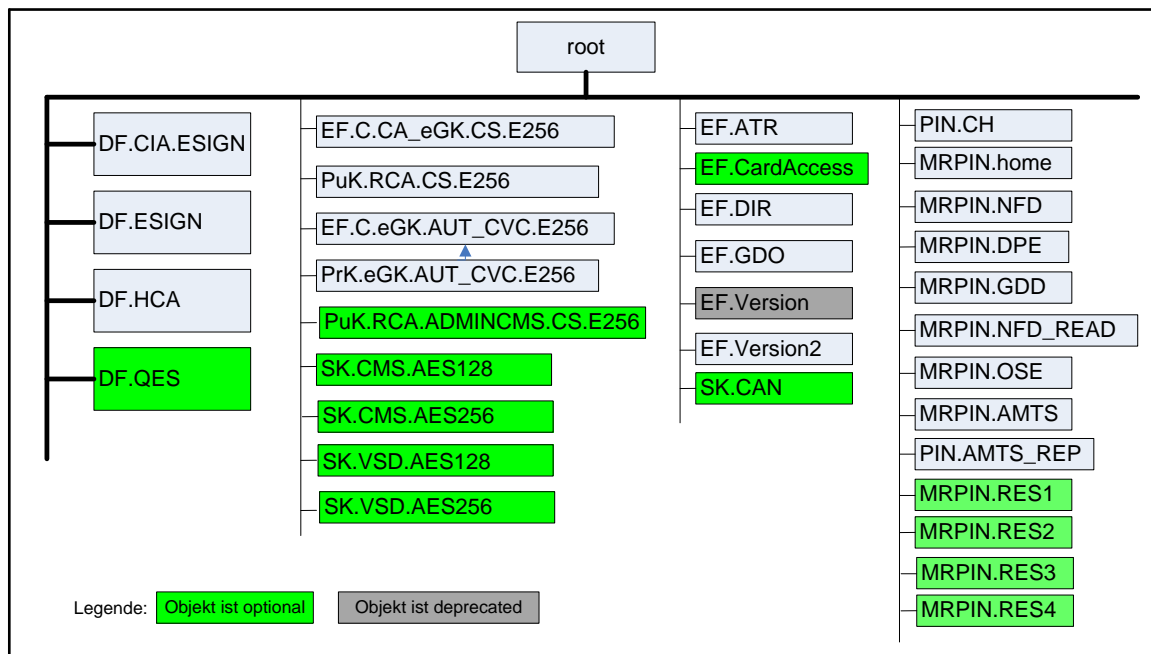 root
DF.CIA.ESIGN
DF.ESIGN
DF.HCA
DF.QES
EF.C.CA_eGK.CS.E256
PuK.RCA.CS.E256
EF.C.eGK.AUT_CVC.E256
PrK.eGK.AUT_CVC.E256
PuK.RCA.ADMINCMS.CS.E256
SK.CMS.AES128
SK.CMS.AES256
SK.VSD.AES128
SK.VSD.AES256
EF.ATR
EF.CardAccess
EF.DIR
EF.GDO
EF.Version
EF.Version2
SK.CAN
PIN.CH
MRPIN.home
MRPIN.NFD
MRPIN.DPE
MRPIN.GDD
MRPIN.NFD_READ
MRPIN.OSE
MRPIN.AMTS
PIN.AMTS_REP
MRPIN.RES1
MRPIN.RES2
MRPIN.RES3
MRPIN.RES4
Legende:
Objekt ist optional
Objekt ist deprecated